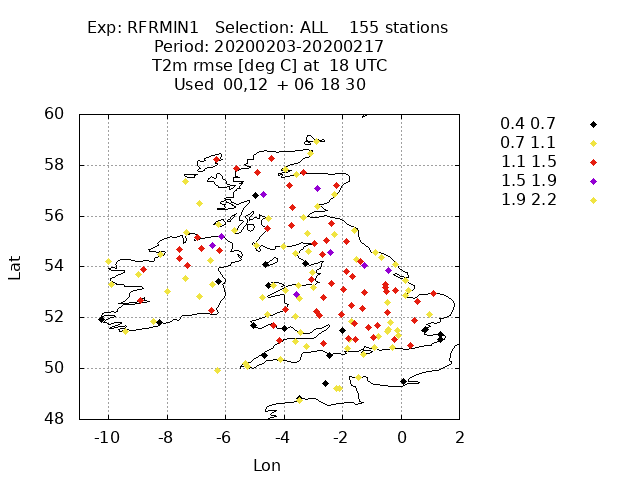 Exp: RFRMIN1 Selection: ALL 155 stations
Period: 20200203-20200217
T2m rmse [deg C] at 18 UTC
Used 00,12 + 06 18 30
60
58
56
54
52
50
48
Lat
-10 -8 -6 -4 -2 0 2
Lon
0.4 0.7
0.7 1.1
1.1 1.5
1.5 1.9
1.9 2.2